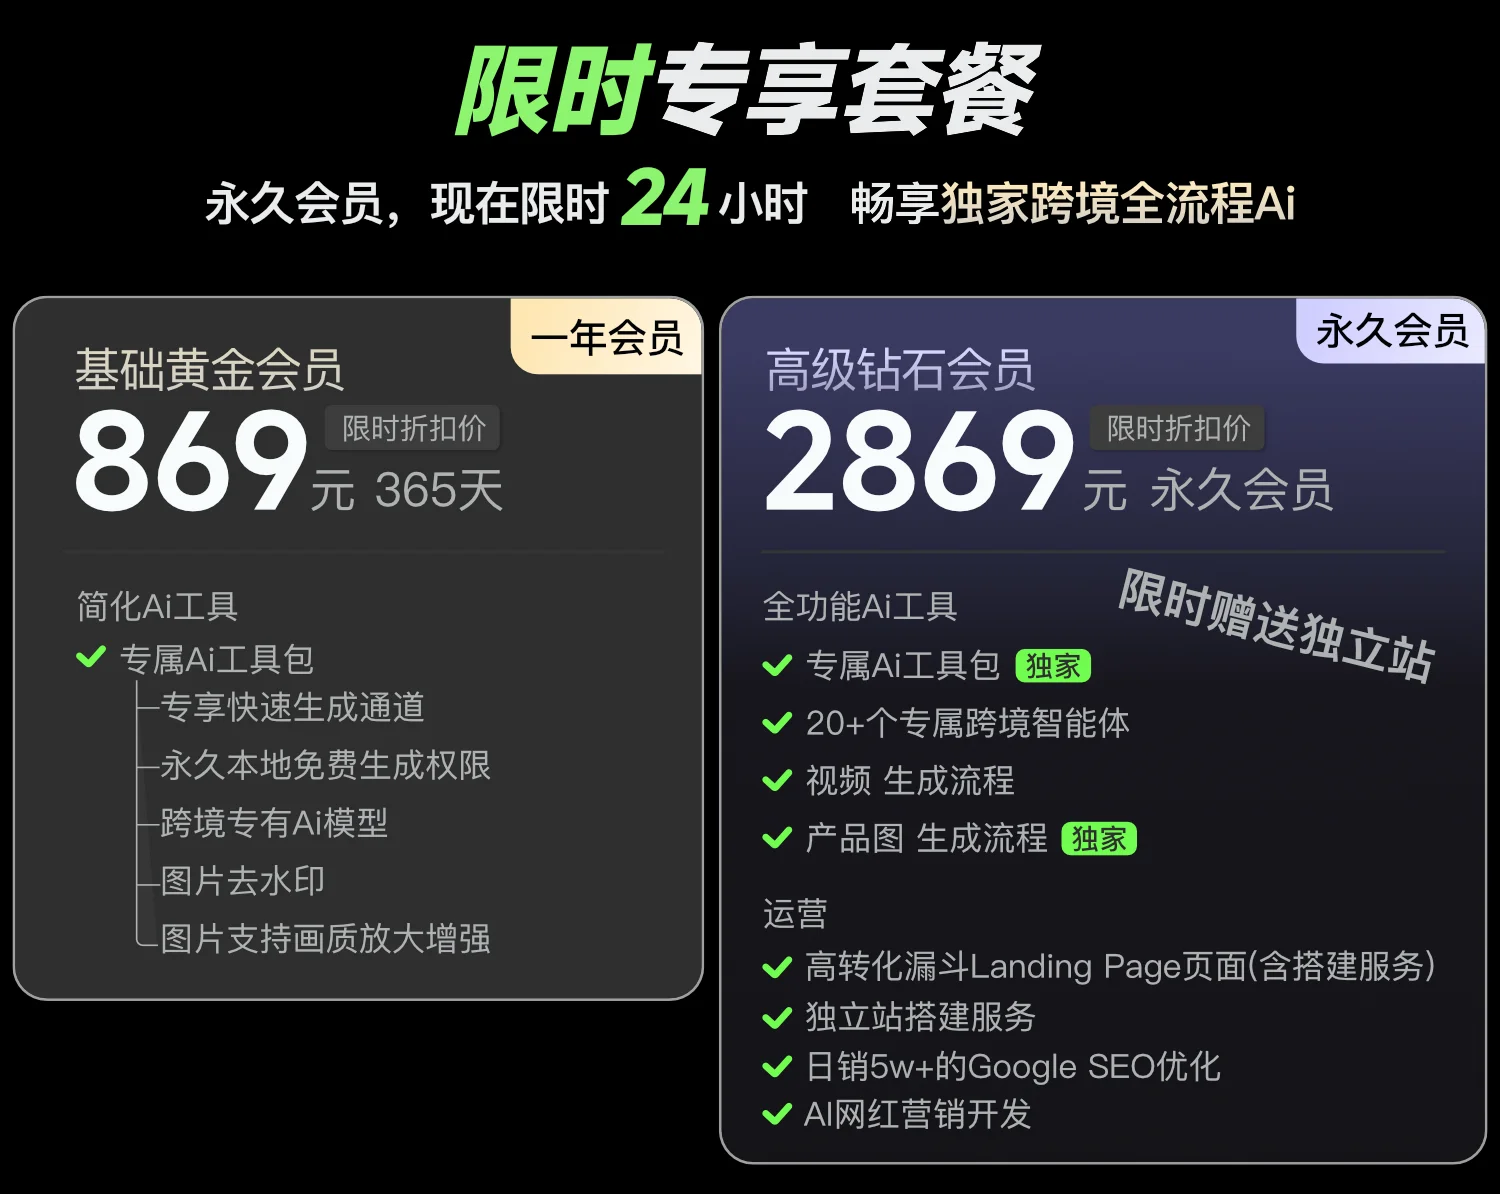 限时专享套餐
永久会员，现在限时 24 小时 畅享独家跨境全流程Ai
一年会员
基础黄金会员
869元 365天
限时折扣价
简化Ai工具
专属Ai工具包
专享快速生成通道
永久本地免费生成权限
跨境专有Ai模型
图片去水印
图片支持画质放大增强
永久会员
高级钻石会员
2869元 永久会员
限时折扣价
限时赠送独立站
全功能Ai工具
专属Ai工具包 独家
20+个专属跨境智能体
视频 生成流程
产品图 生成流程 独家
运营
高转化漏斗Landing Page页面(含搭建服务)
独立站搭建服务
日销5w+的Google SEO优化
AI网红营销开发